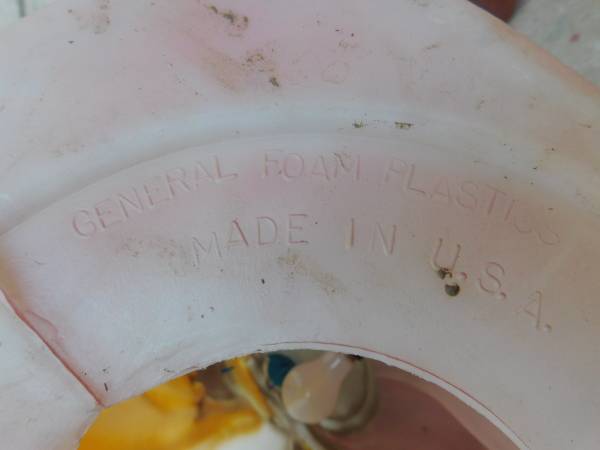 GENERAL FOAM PLASTICS
MADE IN U.S.A.